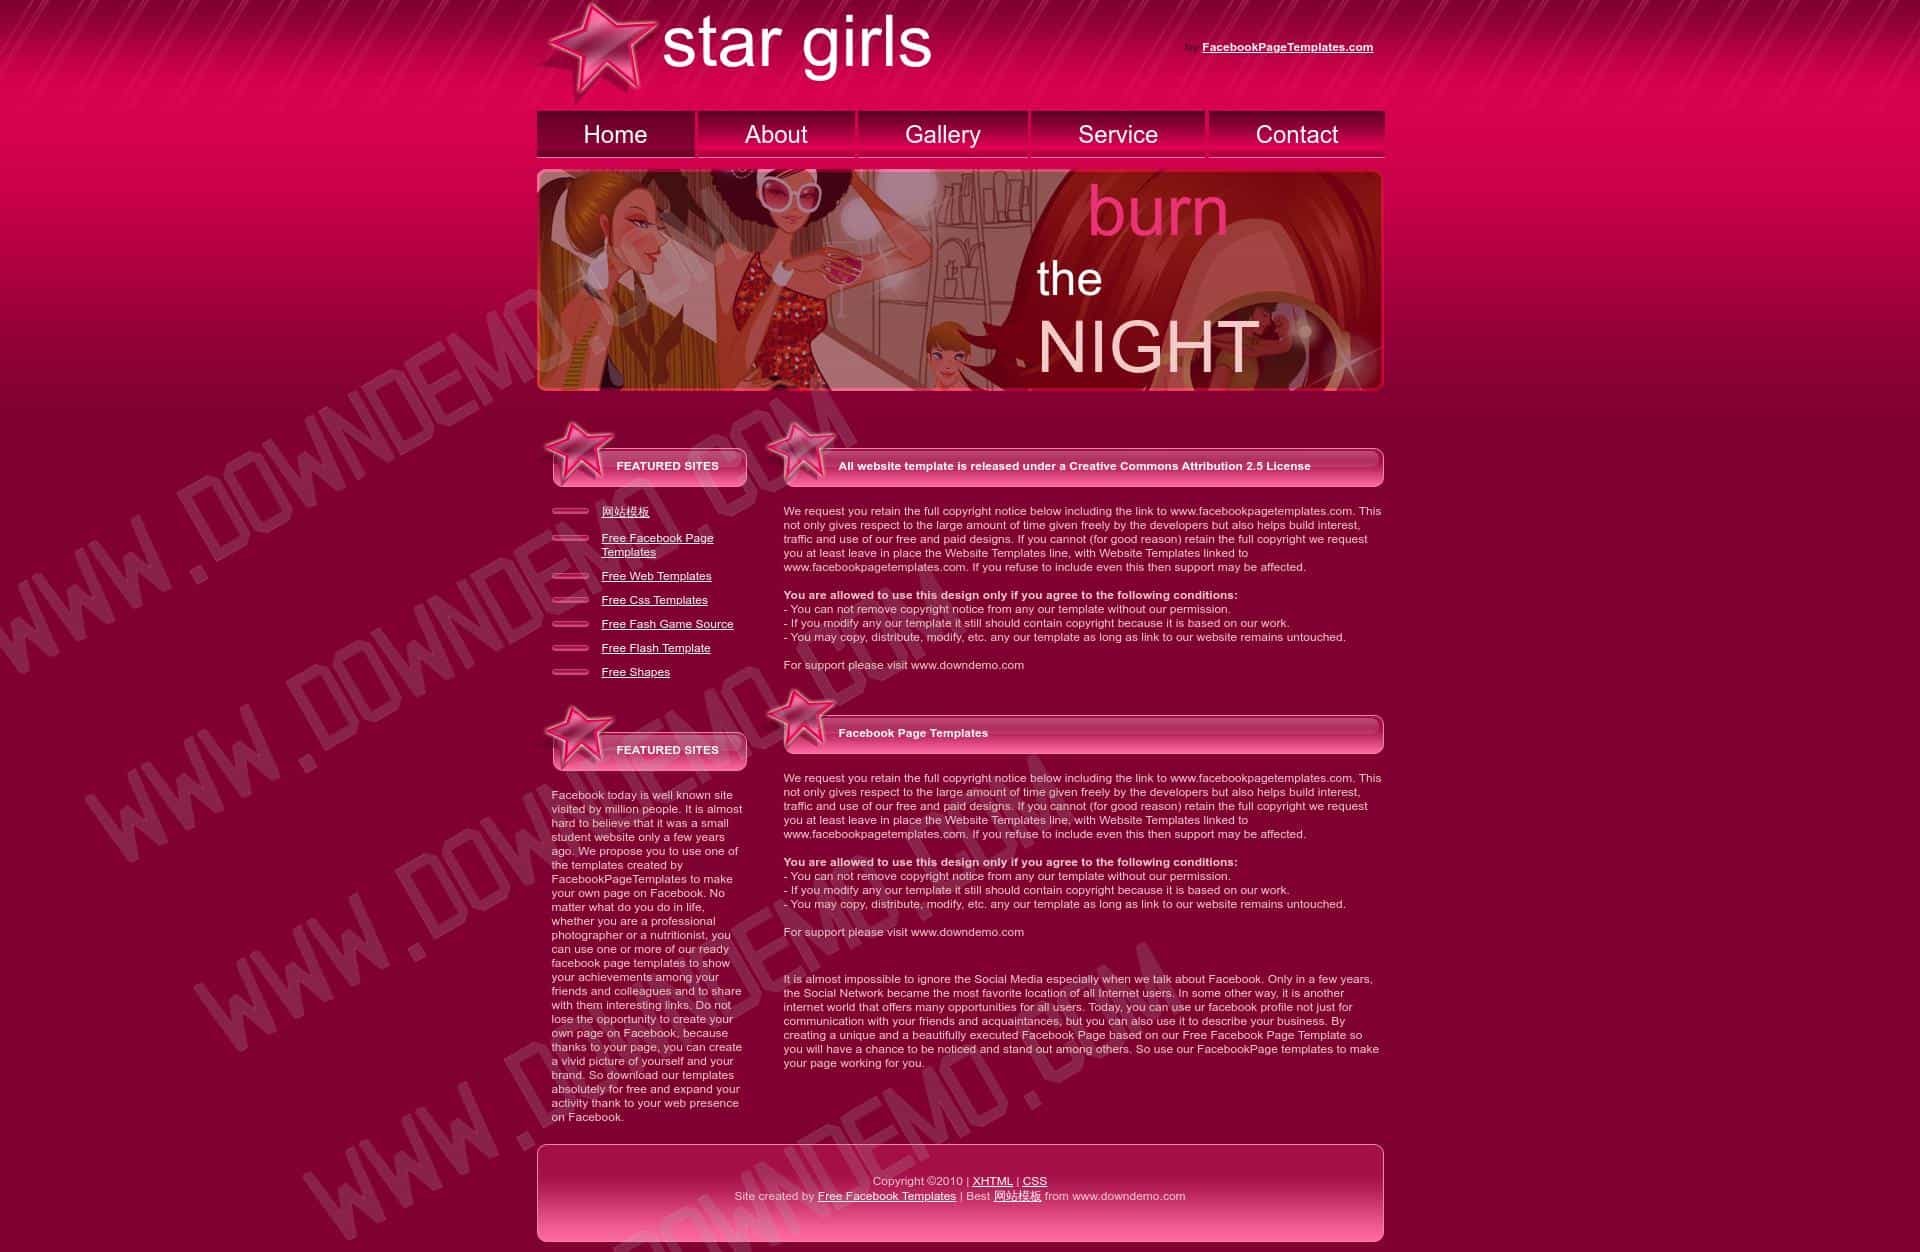 star girls
by FacebookPageTemplates.com
Home
About
Gallery
Service
Contact
burn
the
NIGHT
FEATURED SITES
网站模板
Free Facebook Page
Templates
Free Web Templates
Free Css Templates
Free Fash Game Source
Free Flash Template
Free Shapes
FEATURED SITES
Facebook today is well known site
visited by million people. It is almost
hard to believe that it was a small
student website only a few years
ago. We propose you to use one of
the templates created by
FacebookPageTemplates to make
your own page on Facebook. No
matter what do you do in life,
whether you are a professional
photographer or a nutritionist, you
can use one or more of our ready
facebook page templates to show
your achievements among your
friends and colleagues and to share
with them interesting links. Do not
lose the opportunity to create your
own page on Facebook, because
thanks to your page, you can create
a vivid picture of yourself and your
brand. So download our templates
absolutely for free and expand your
activity thank to your web presence
on Facebook.
All website template is released under a Creative Commons Attribution 2.5 License
We request you retain the full copyright notice below including the link to www.facebookpagetemplates.com. This
not only gives respect to the large amount of time given freely by the developers but also helps build interest,
traffic and use of our free and paid designs. If you cannot (for good reason) retain the full copyright we request
you at least leave in place the Website Templates line, with Website Templates linked to
www.facebookpagetemplates.com. If you refuse to include even this then support may be affected.
You are allowed to use this design only if you agree to the following conditions:
- You can not remove copyright notice from any our template without our permission.
- If you modify any our template it still should contain copyright because it is based on our work.
- You may copy, distribute, modify, etc. any our template as long as link to our website remains untouched.
For support please visit www.downdemo.com
Facebook Page Templates
We request you retain the full copyright notice below including the link to www.facebookpagetemplates.com. This
not only gives respect to the large amount of time given freely by the developers but also helps build interest,
traffic and use of our free and paid designs. If you cannot (for good reason) retain the full copyright we request
you at least leave in place the Website Templates line, with Website Templates linked to
www.facebookpagetemplates.com. If you refuse to include even this then support may be affected.
You are allowed to use this design only if you agree to the following conditions:
- You can not remove copyright notice from any our template without our permission.
- If you modify any our template it still should contain copyright because it is based on our work.
- You may copy, distribute, modify, etc. any our template as long as link to our website remains untouched.
For support please visit www.downdemo.com
It is almost impossible to ignore the Social Media especially when we talk about Facebook. Only in a few years,
the Social Network became the most favorite location of all Internet users. In some other way, it is another
internet world that offers many opportunities for all users. Today, you can use ur facebook profile not just for
communication with your friends and acquaintances, but you can also use it to describe your business. By
creating a unique and a beautifully executed Facebook Page based on our Free Facebook Page Template so
you will have a chance to be noticed and stand out among others. So use our FacebookPage templates to make
your page working for you.
Copyright ©2010 | XHTML | CSS
Site created by Free Facebook Templates | Best 网站模板 from www.downdemo.com
WWW.DOWNDEMO.COM
WWW.DOWNDEMO.COM
WWW.DOWNDEMO.COM
WWW.DOWNDEMO.COM
DOWNDEMO.COM